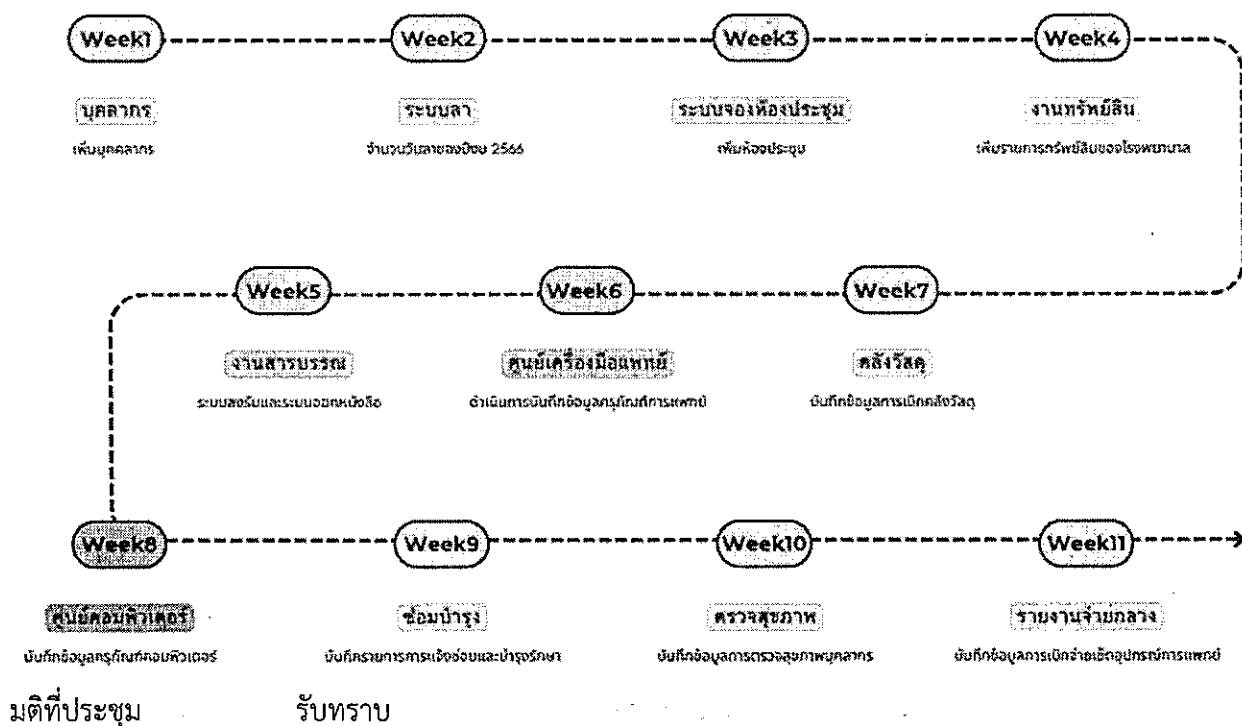 Week1 Week2 Week3 Week4
บุคลากร ระบบลา ระบบจองห้องประชุม งานทรัพย์สิน
เพิ่มบุคคลากร จำนวนวันลาของปีงบ 2566 เพิ่มห้องประชุม เพิ่มรายการทรัพย์สินของโรงพยาบาล
Week5 Week6 Week7
งานสารบรรณ ศูนย์เครื่องมือแพทย์ คลังวัสดุ
ระบบลงรับและระบบออกหนังสือ ดำเนินการบันทึกข้อมูลครุภัณฑ์การแพทย์ บันทึกข้อมูลการเบิกคลังวัสดุ
Week8 Week9 Week10 Week11
ศูนย์คอมพิวเตอร์ ซ่อมบำรุง ตรวจสุขภาพ รายงานจ่ายกลาง
บันทึกข้อมูลครุภัณฑ์คอมพิวเตอร์ บันทึกรายการการแจ้งซ่อมและบำรุงรักษา บันทึกข้อมูลการตรวจสุขภาพบุคลากร บันทึกข้อมูลการเบิกจ่ายเซ็ตอุปกรณ์การแพทย์
มติที่ประชุม รับทราบ